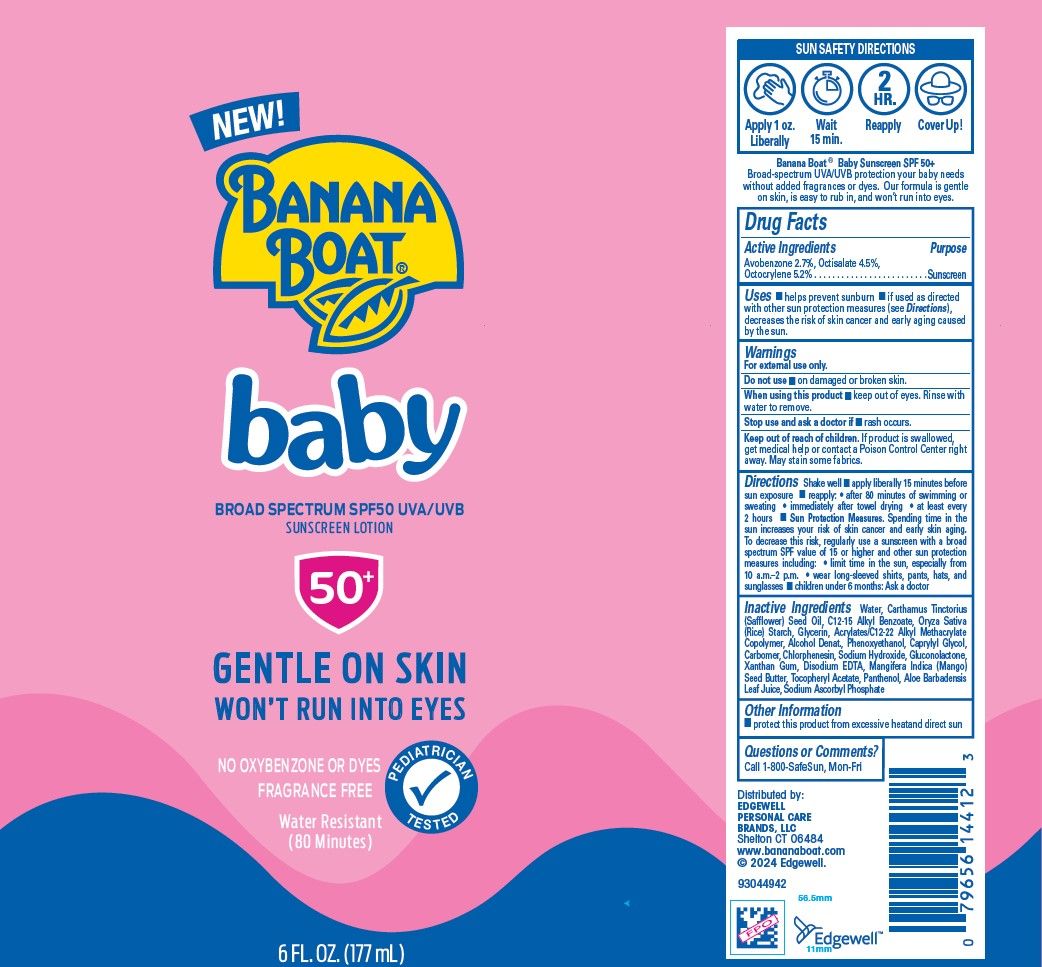 NEW!
BANANA
BOAT®
baby
BROAD SPECTRUM SPF50 UVA/UVB
SUNSCREEN LOTION
50+
GENTLE ON SKIN
WON'T RUN INTO EYES
NO OXYBENZONE OR DYES
FRAGRANCE FREE
Water Resistant
(80 Minutes)
PEDIATRICIAN
TESTED
6 FL. OZ. (177 mL)
SUN SAFETY DIRECTIONS
2
HR.
Apply 1 oz.
Liberally
Wait
15 min.
Reapply
Cover Up!
Banana Boat® Baby Sunscreen SPF 50+
Broad-spectrum UVA/UVB protection your baby needs
without added fragrances or dyes. Our formula is gentle
on skin, is easy to rub in, and won't run into eyes.
Drug Facts
Active Ingredients Purpose
Avobenzone 2.7%, Octisalate 4.5%,
Octocrylene 5.2% . . . . . . . . . . . . . . . . . . . . . . . . . Sunscreen
Uses ■ helps prevent sunburn ■ if used as directed
with other sun protection measures (see Directions),
decreases the risk of skin cancer and early aging caused
by the sun.
Warnings
For external use only.
Do not use ■ on damaged or broken skin.
When using this product ■ keep out of eyes. Rinse with
water to remove.
Stop use and ask a doctor if ■ rash occurs.
Keep out of reach of children. If product is swallowed,
get medical help or contact a Poison Control Center right
away. May stain some fabrics.
Directions Shake well ■ apply liberally 15 minutes before
sun exposure ■ reapply: • after 80 minutes of swimming or
sweating • immediately after towel drying • at least every
2 hours ■ Sun Protection Measures. Spending time in the
sun increases your risk of skin cancer and early skin aging.
To decrease this risk, regularly use a sunscreen with a broad
spectrum SPF value of 15 or higher and other sun protection
measures including: • limit time in the sun, especially from
10 a.m.–2 p.m. • wear long-sleeved shirts, pants, hats, and
sunglasses ■ children under 6 months: Ask a doctor
Inactive Ingredients Water, Carthamus Tinctorius
(Safflower) Seed Oil, C12-15 Alkyl Benzoate, Oryza Sativa
(Rice) Starch, Glycerin, Acrylates/C12-22 Alkyl Methacrylate
Copolymer, Alcohol Denat., Phenoxyethanol, Caprylyl Glycol,
Carbomer, Chlorphenesin, Sodium Hydroxide, Gluconolactone,
Xanthan Gum, Disodium EDTA, Mangifera Indica (Mango)
Seed Butter, Tocopheryl Acetate, Panthenol, Aloe Barbadensis
Leaf Juice, Sodium Ascorbyl Phosphate
Other Information
■ protect this product from excessive heatand direct sun
Questions or Comments?
Call 1-800-SafeSun, Mon-Fri
Distributed by:
EDGEWELL
PERSONAL CARE
BRANDS, LLC
Shelton CT 06484
www.bananaboat.com
© 2024 Edgewell.
93044942
56.5mm
FPO
Edgewell™
11mm
0 79656 14412 3